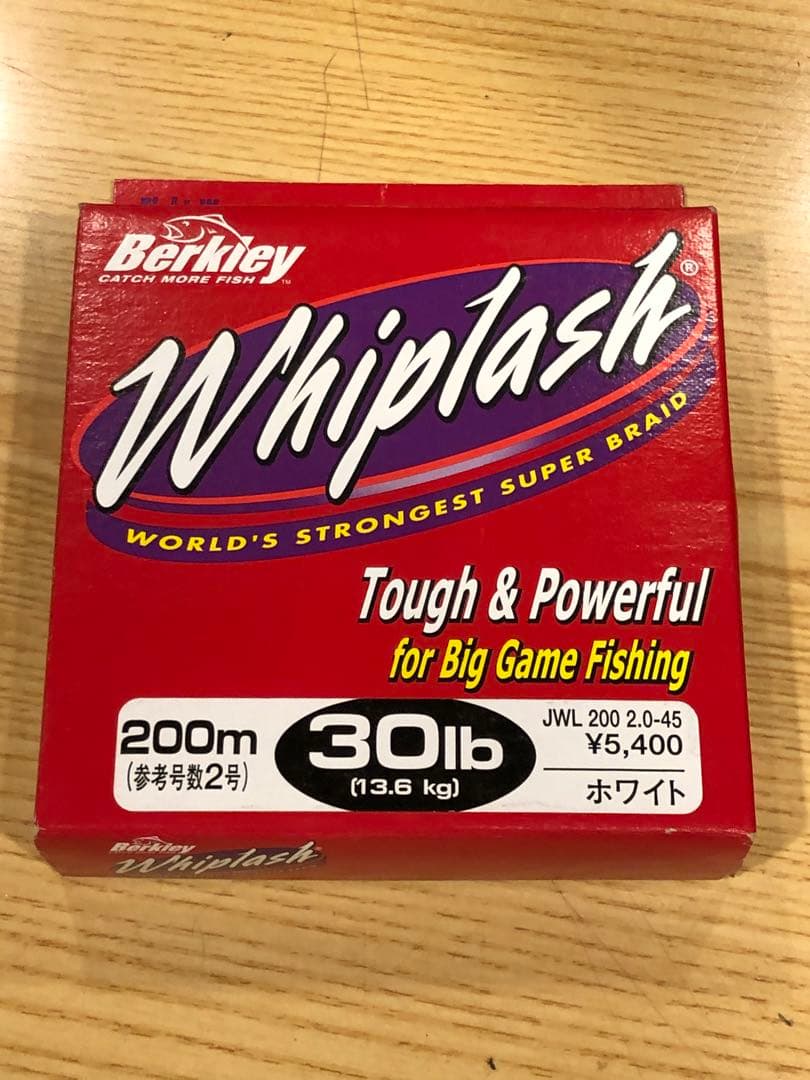 Berkley
CATCH MORE FISH™
Whiplash®
WORLD'S STRONGEST SUPER BRAID
Tough & Powerful
for Big Game Fishing
200m
(参考号数2号)
30lb
(13.6 kg)
JWL 200 2.0-45
¥5,400
ホワイト
Berkley
Whiplash